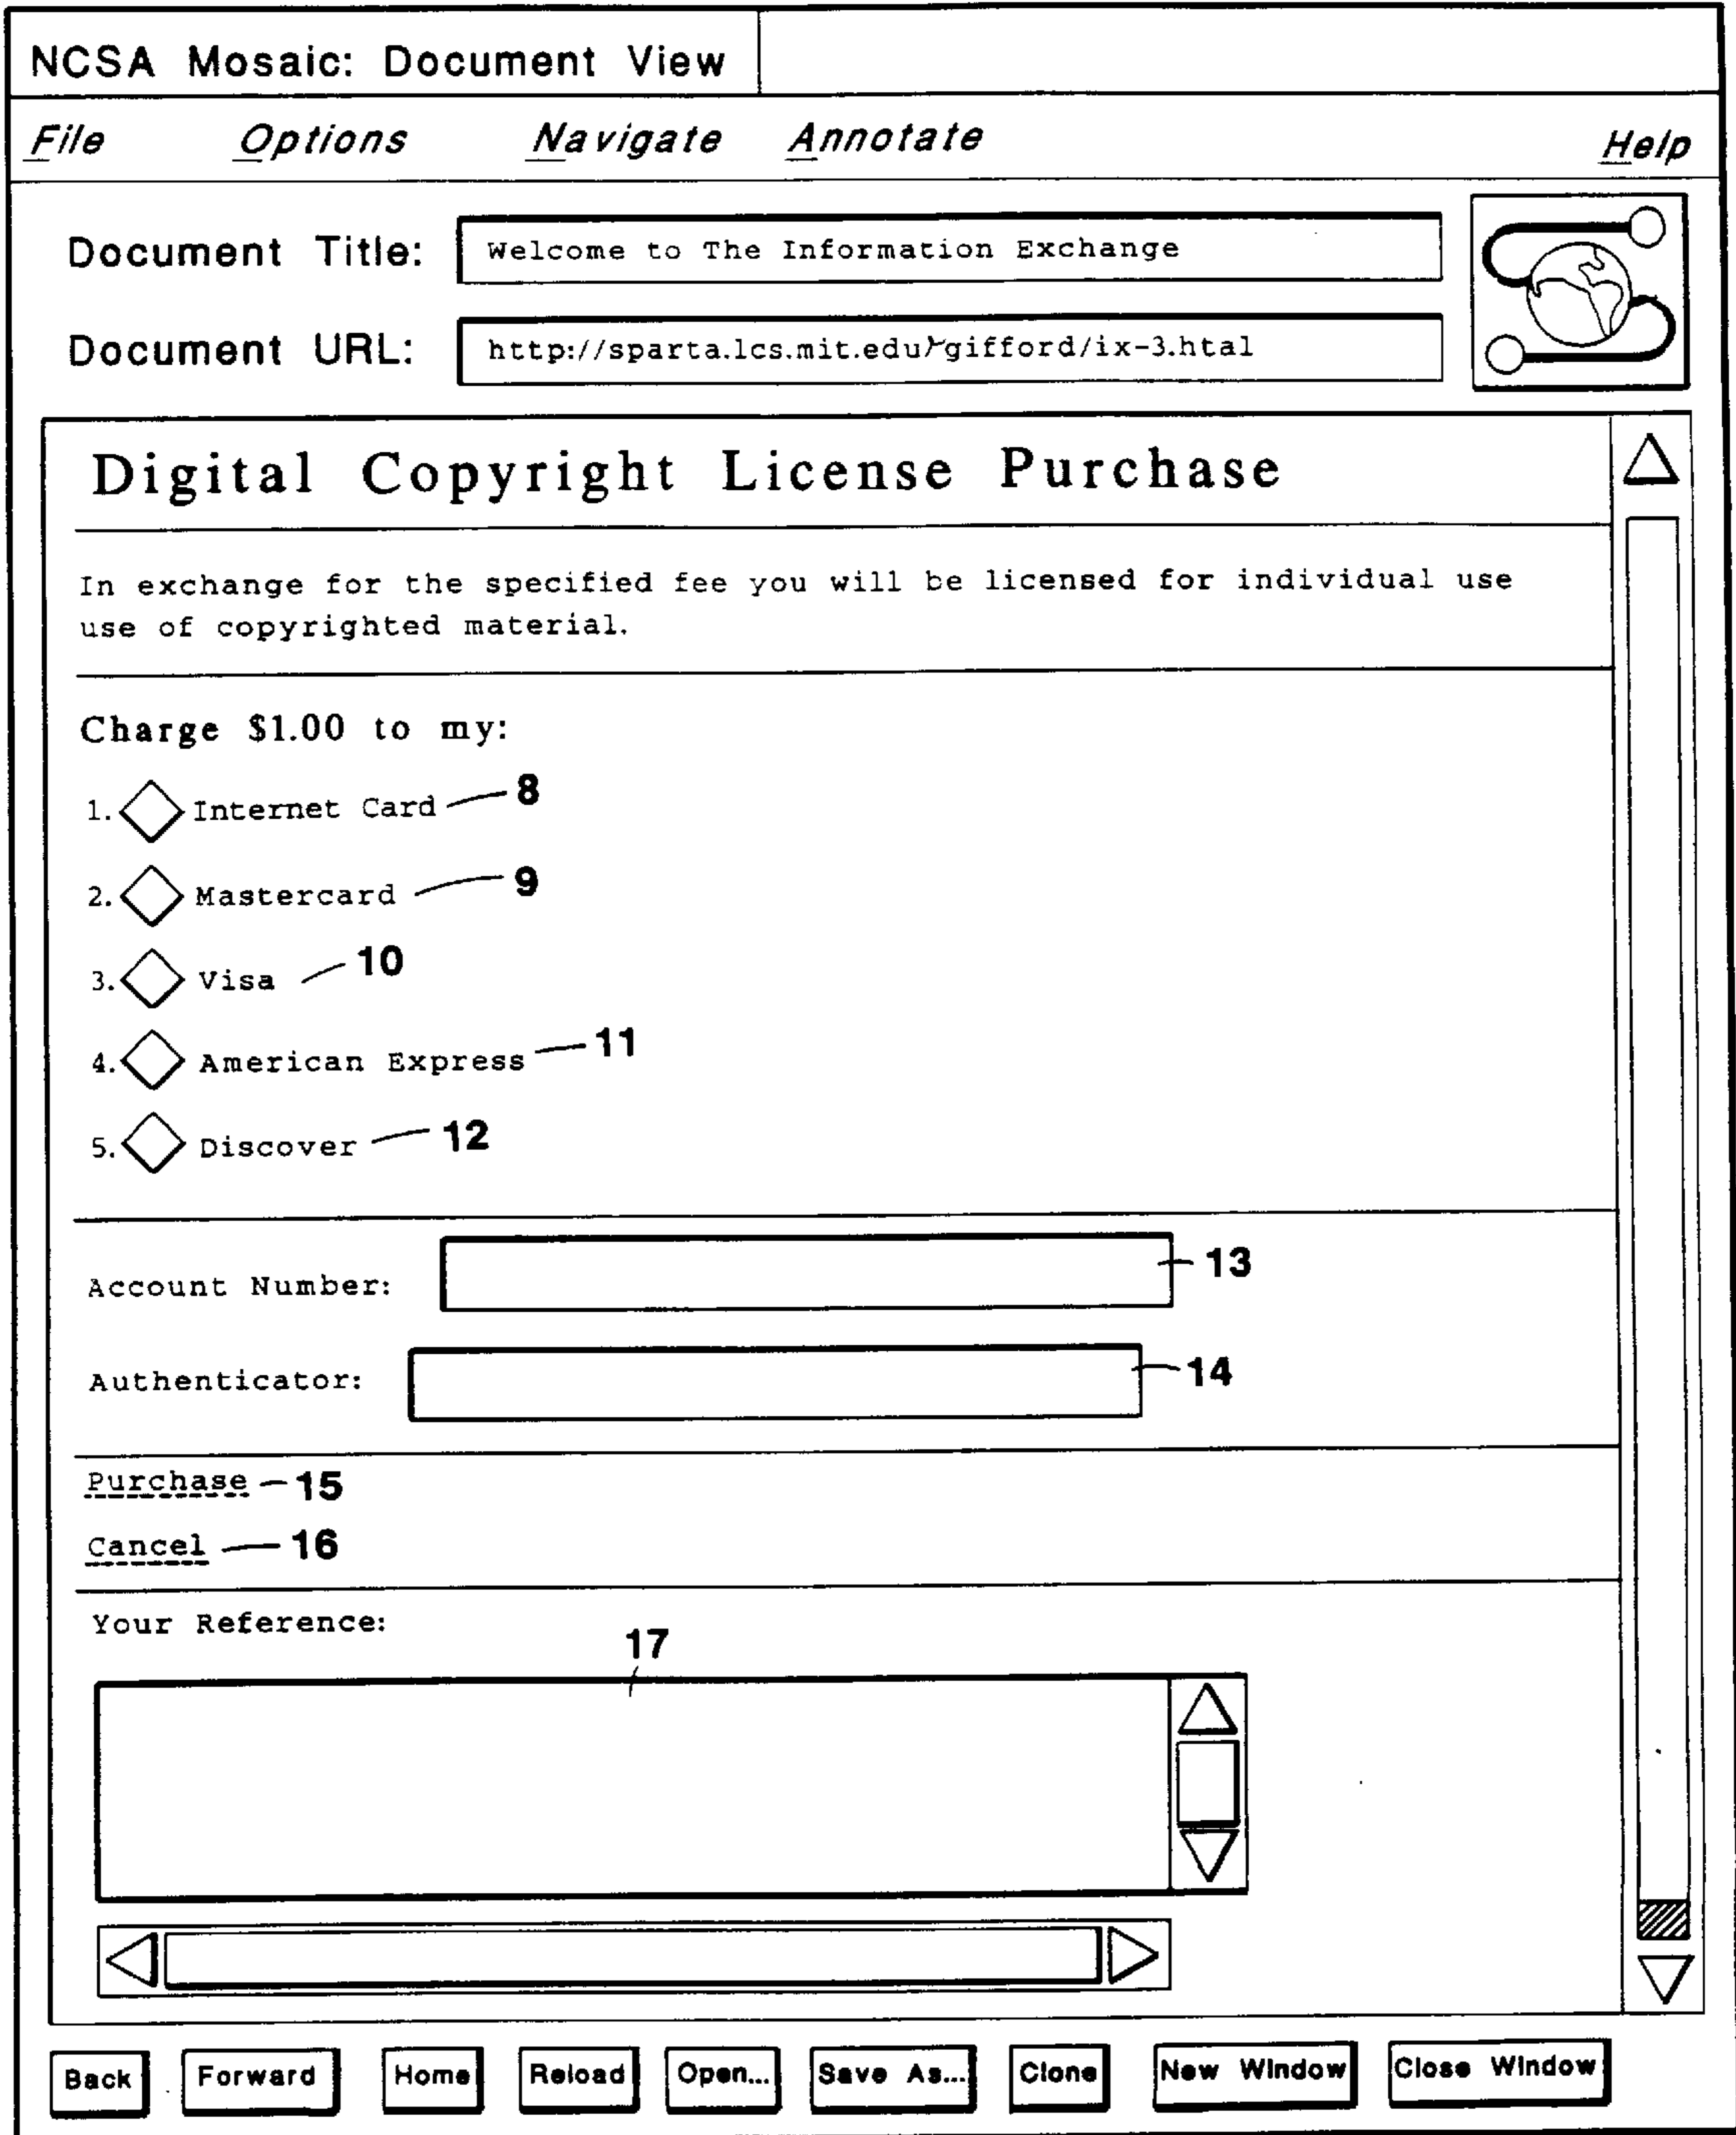 NCSA Mosaic: Document View
File Options Navigate Annotate Help
Document Title: Welcome to The Information Exchange
Document URL: http://sparta.lcs.mit.edu/~gifford/ix-3.htal
Digital Copyright License Purchase
In exchange for the specified fee you will be licensed for individual use
use of copyrighted material.
Charge $1.00 to my:
1. Internet Card 8
2. Mastercard 9
3. Visa 10
4. American Express 11
5. Discover 12
Account Number: 13
Authenticator: 14
Purchase 15
Cancel 16
Your Reference:
17
Back Forward Home Reload Open... Save As... Clone New Window Close Window